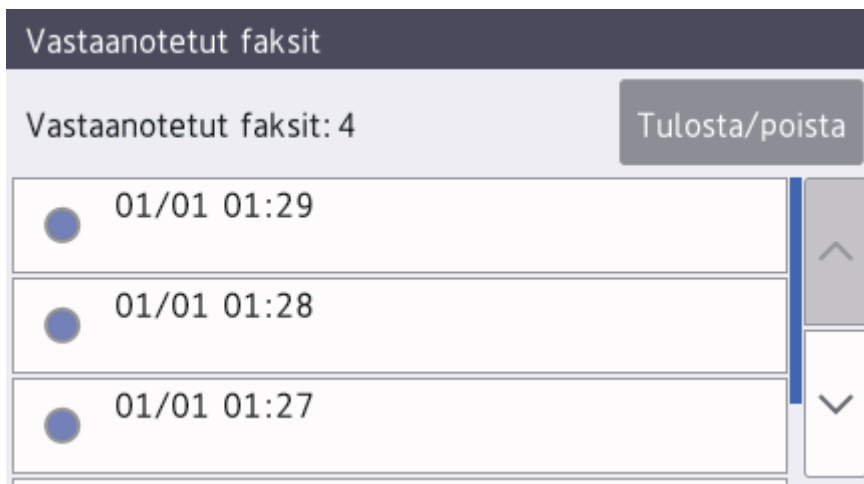 Vastaanotetut faksit
Vastaanotetut faksit: 4
Tulosta/poista
01/01 01:29
01/01 01:28
01/01 01:27